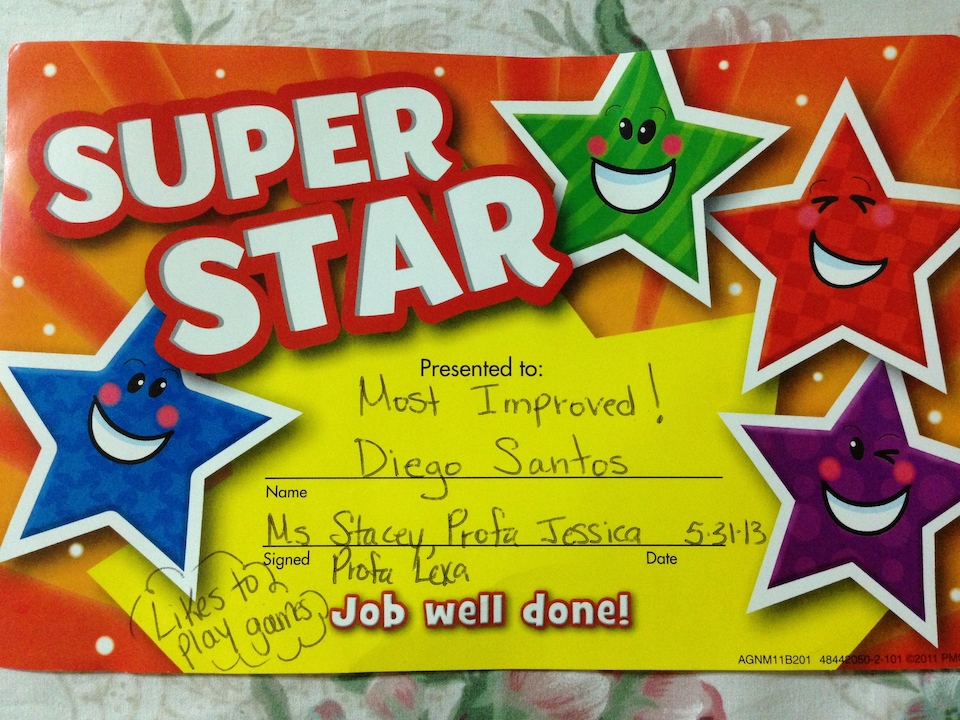 SUPER
STAR
Presented to:
Most Improved!
Diego Santos
Name
Ms Stacey, Profa Jessica 5.31.13
Signed Date
Profa Lexa
Likes to
play games
Job well done!
AGNM11B201 48442050-2-101 ©2011 PMG